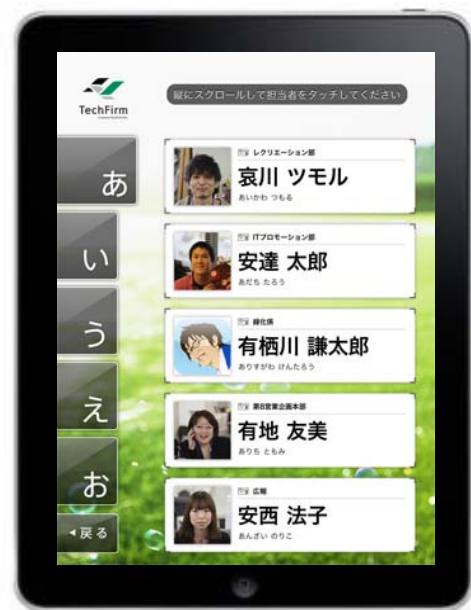 TechFirm
縦にスクロールして担当者をタッチしてください
あ
い
う
え
お
◀戻る
レクリエーション部
哀川 ツモル
あいかわ つもる
ITプロモーション部
安達 太郎
あだち たろう
緑化係
有栖川 謙太郎
ありすがわ けんたろう
第8営業企画本部
有地 友美
ありち ともみ
広報
安西 法子
あんざい のりこ